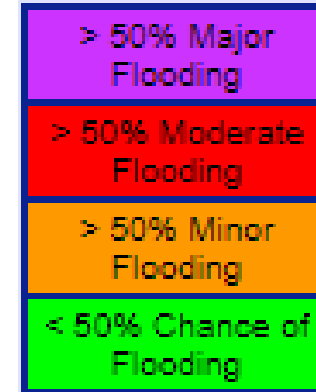 > 50% Major
Flooding
> 50% Moderate
Flooding
> 50% Minor
Flooding
< 50% Chance of
Flooding